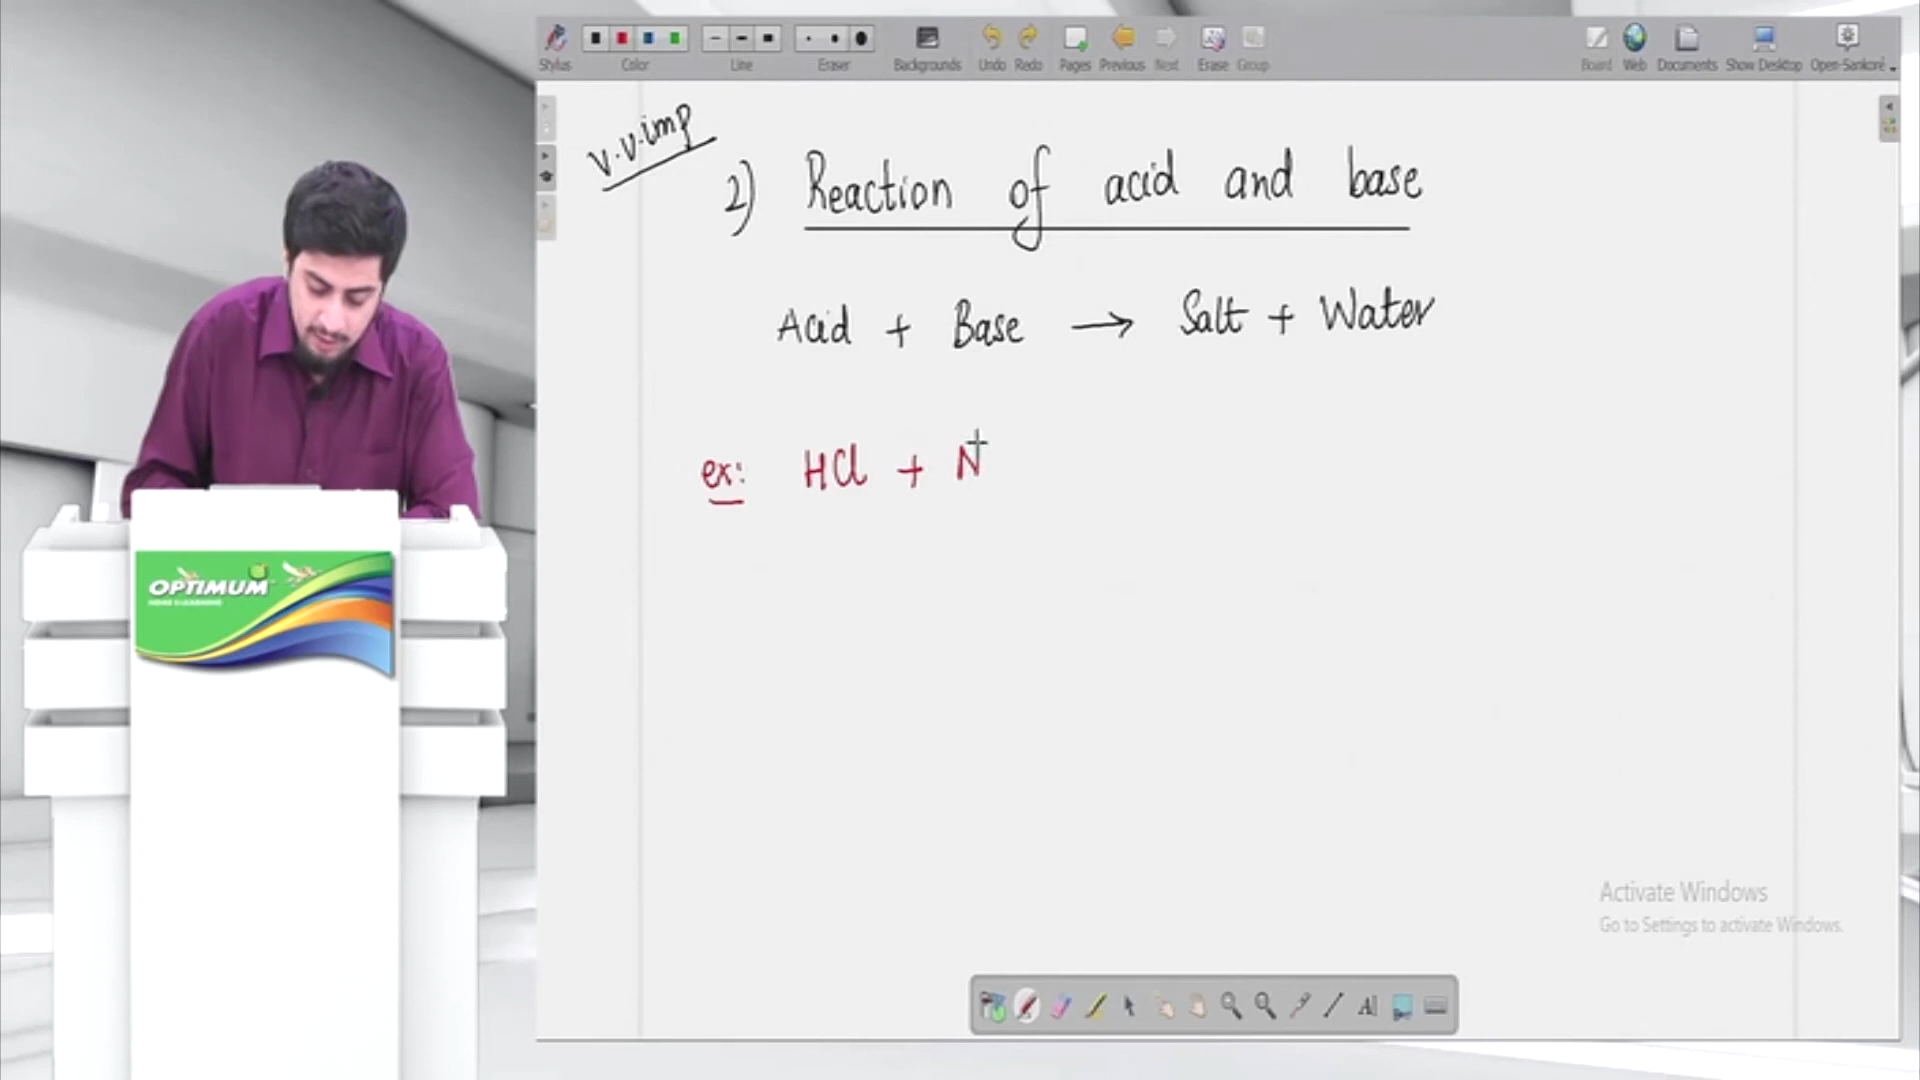 Stylus Color Line Eraser Backgrounds Undo Redo Pages Previous Next Erase Group Board Web Documents Show Desktop Open-Sankoré
v.v.imp
2) Reaction of acid and base
Acid + Base → Salt + Water
ex: HCl + N
OPTIMUM
Activate Windows
Go to Settings to activate Windows.